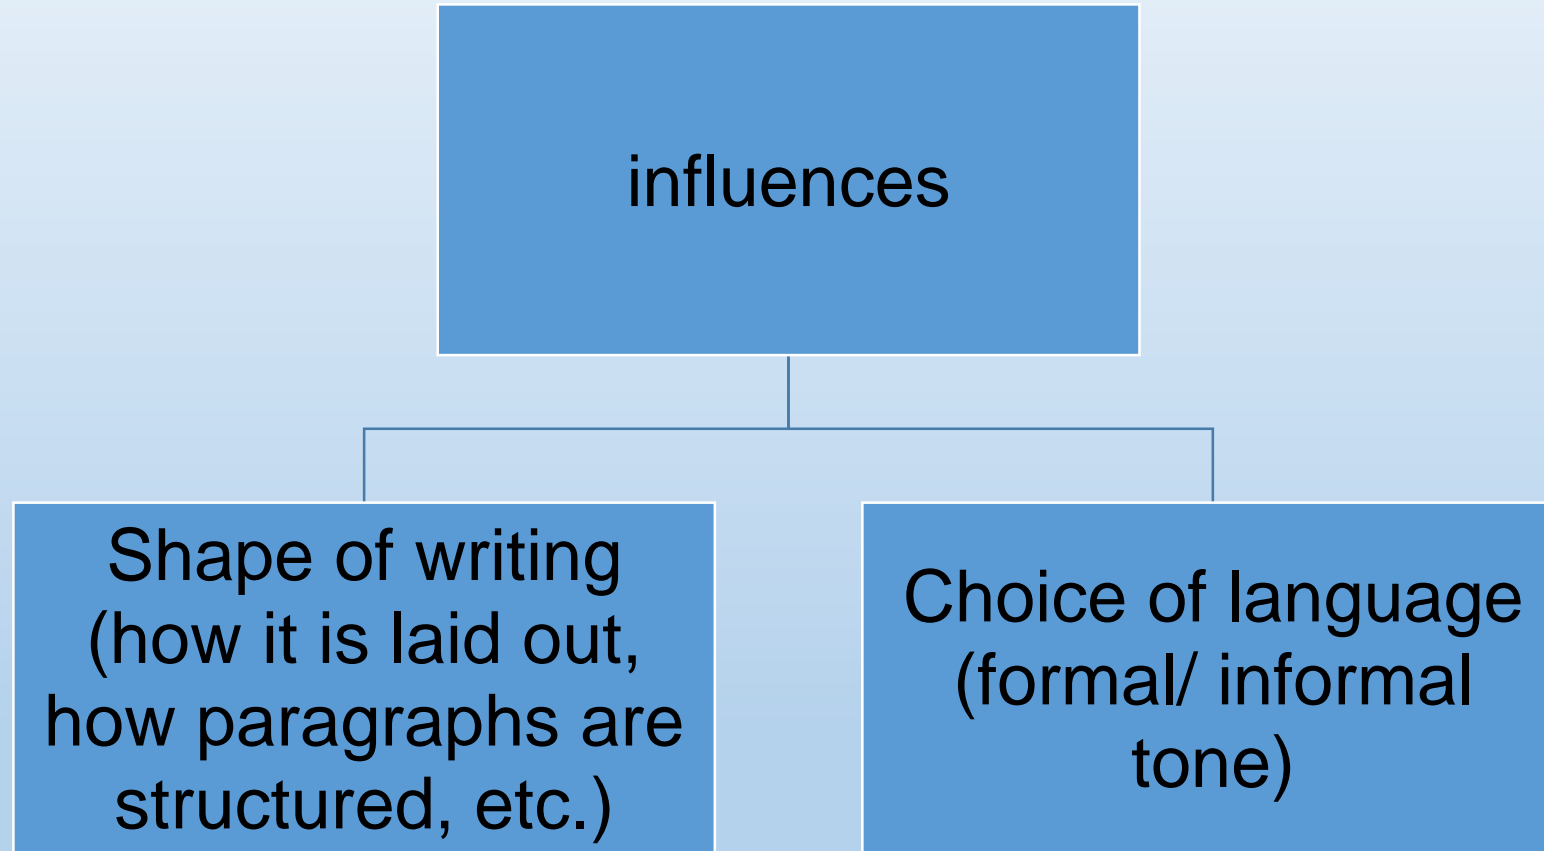 influences
Shape of writing
(how it is laid out,
how paragraphs are
structured, etc.)
Choice of language
(formal/ informal
tone)